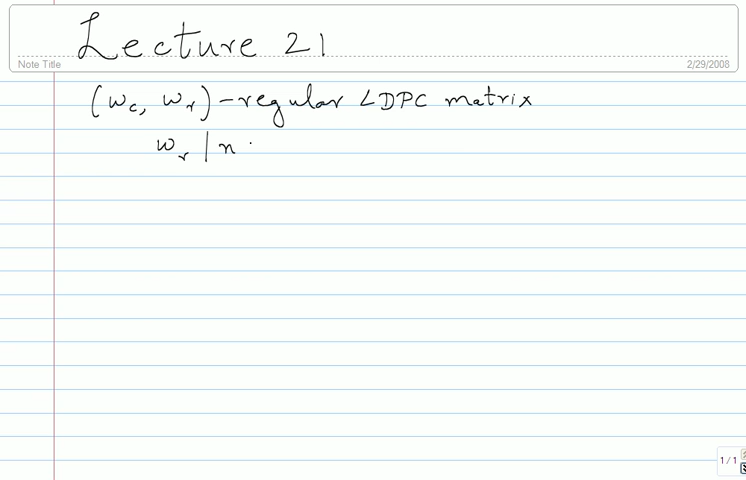 Lecture 21
Note Title
2/29/2008
(w_c, w_r) - regular LDPC matrix
w_r | n.
1/1